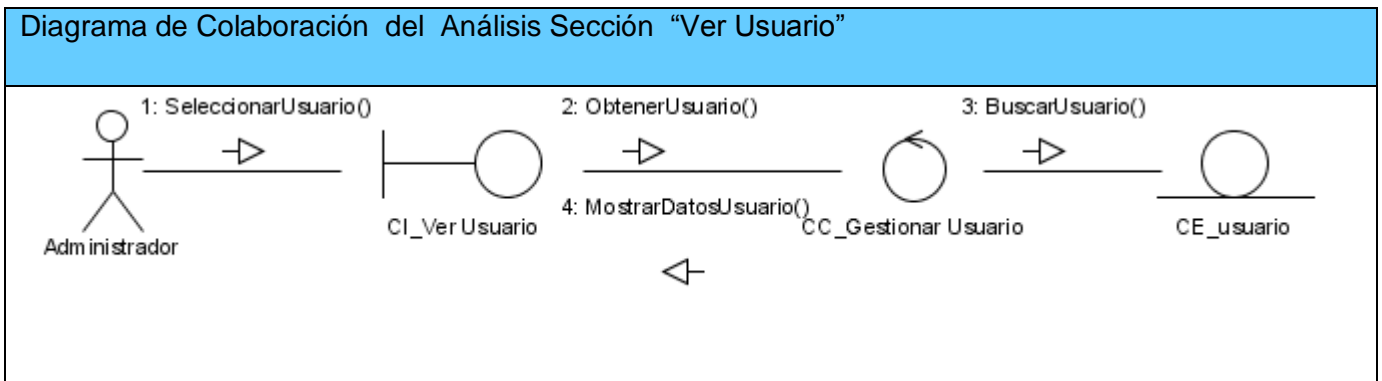 Diagrama de Colaboración del Análisis Sección “Ver Usuario”
1: SeleccionarUsuario()
2: ObtenerUsuario()
3: BuscarUsuario()
4: MostrarDatosUsuario()
Administrador
CI_Ver Usuario
CC_Gestionar Usuario
CE_usuario